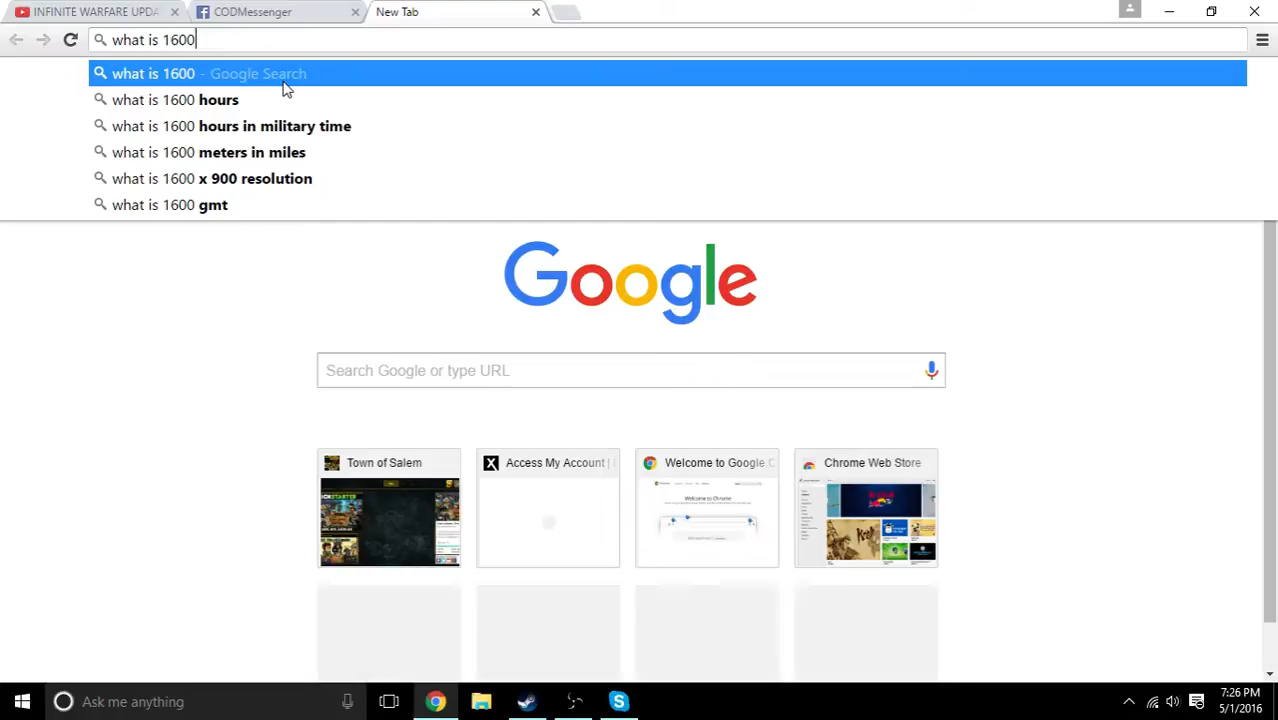 INFINITE WARFARE UPDA
CODMessenger
New Tab
what is 1600
what is 1600 - Google Search
what is 1600 hours
what is 1600 hours in military time
what is 1600 meters in miles
what is 1600 x 900 resolution
what is 1600 gmt
Google
Search Google or type URL
Town of Salem
Access My Account |
Welcome to Google C
Chrome Web Store
Ask me anything
7:26 PM
5/1/2016